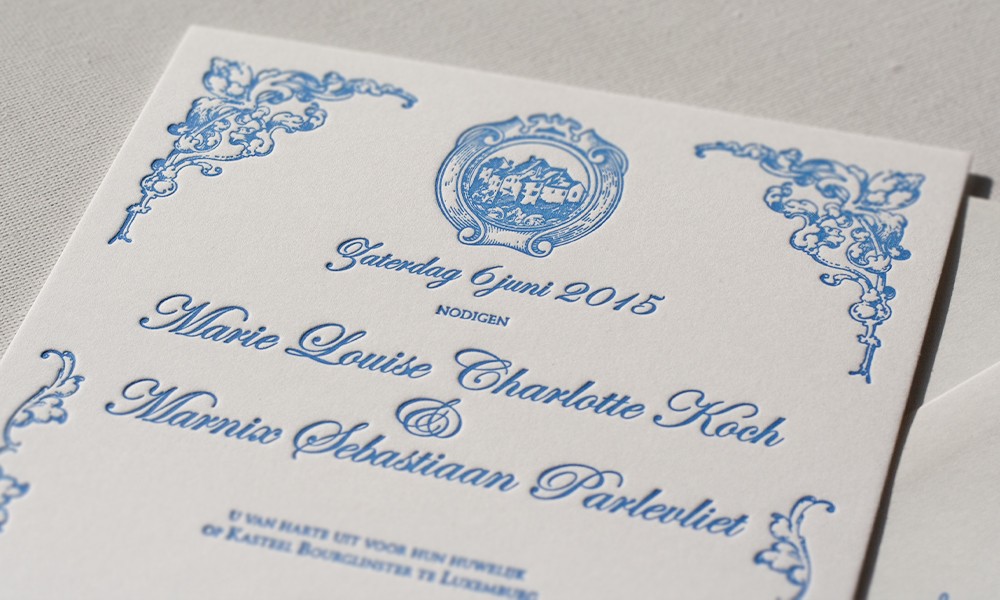 Zaterdag 6 juni 2015
NODIGEN
Marie Louise Charlotte Koch
&
Marnix Sebastiaan Parlevliet
U VAN HARTE UIT VOOR HUN HUWELIJK
OP KASTEEL BOURGLINSTER TE LUXEMBURG